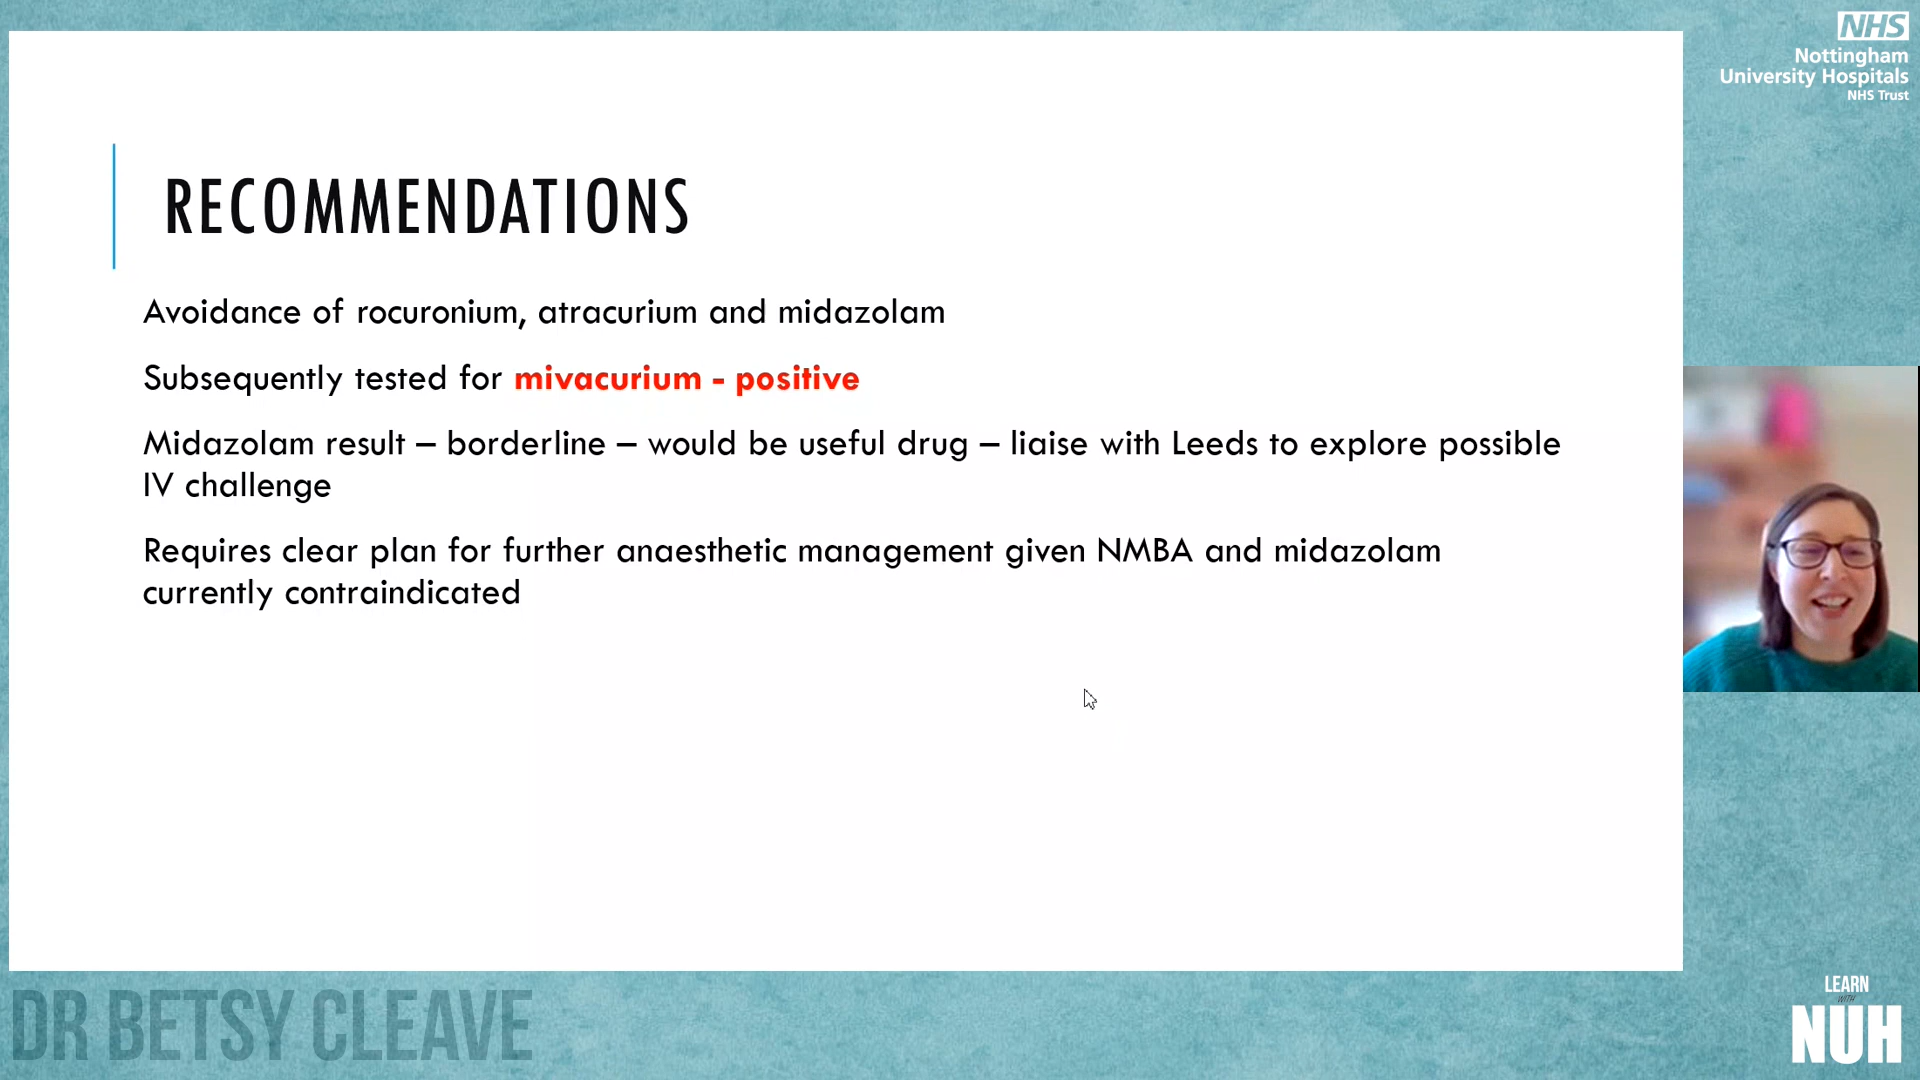 NHS
Nottingham
University Hospitals
NHS Trust
RECOMMENDATIONS
Avoidance of rocuronium, atracurium and midazolam
Subsequently tested for mivacurium - positive
Midazolam result – borderline – would be useful drug – liaise with Leeds to explore possible
IV challenge
Requires clear plan for further anaesthetic management given NMBA and midazolam
currently contraindicated
DR BETSY CLEAVE
LEARN
WITH
NUH